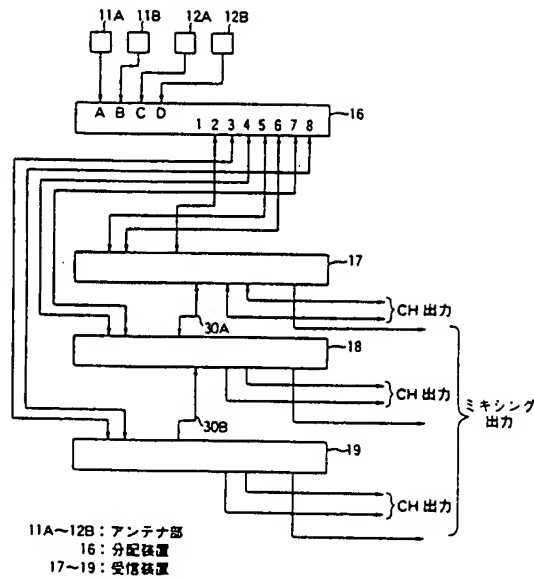 11A 11B 12A 12B
A B C D
1 2 3 4 5 6 7 8
16
17
CH 出力
30A
18
CH 出力
ミキシング
出力
30B
19
CH 出力
11A~12B: アンテナ部
16: 分配装置
17~19: 受信装置